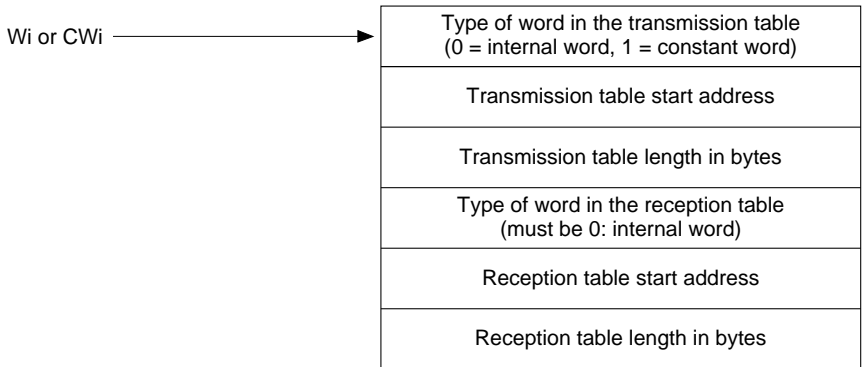 Wi or CWi
Type of word in the transmission table
(0 = internal word, 1 = constant word)
Transmission table start address
Transmission table length in bytes
Type of word in the reception table
(must be 0: internal word)
Reception table start address
Reception table length in bytes